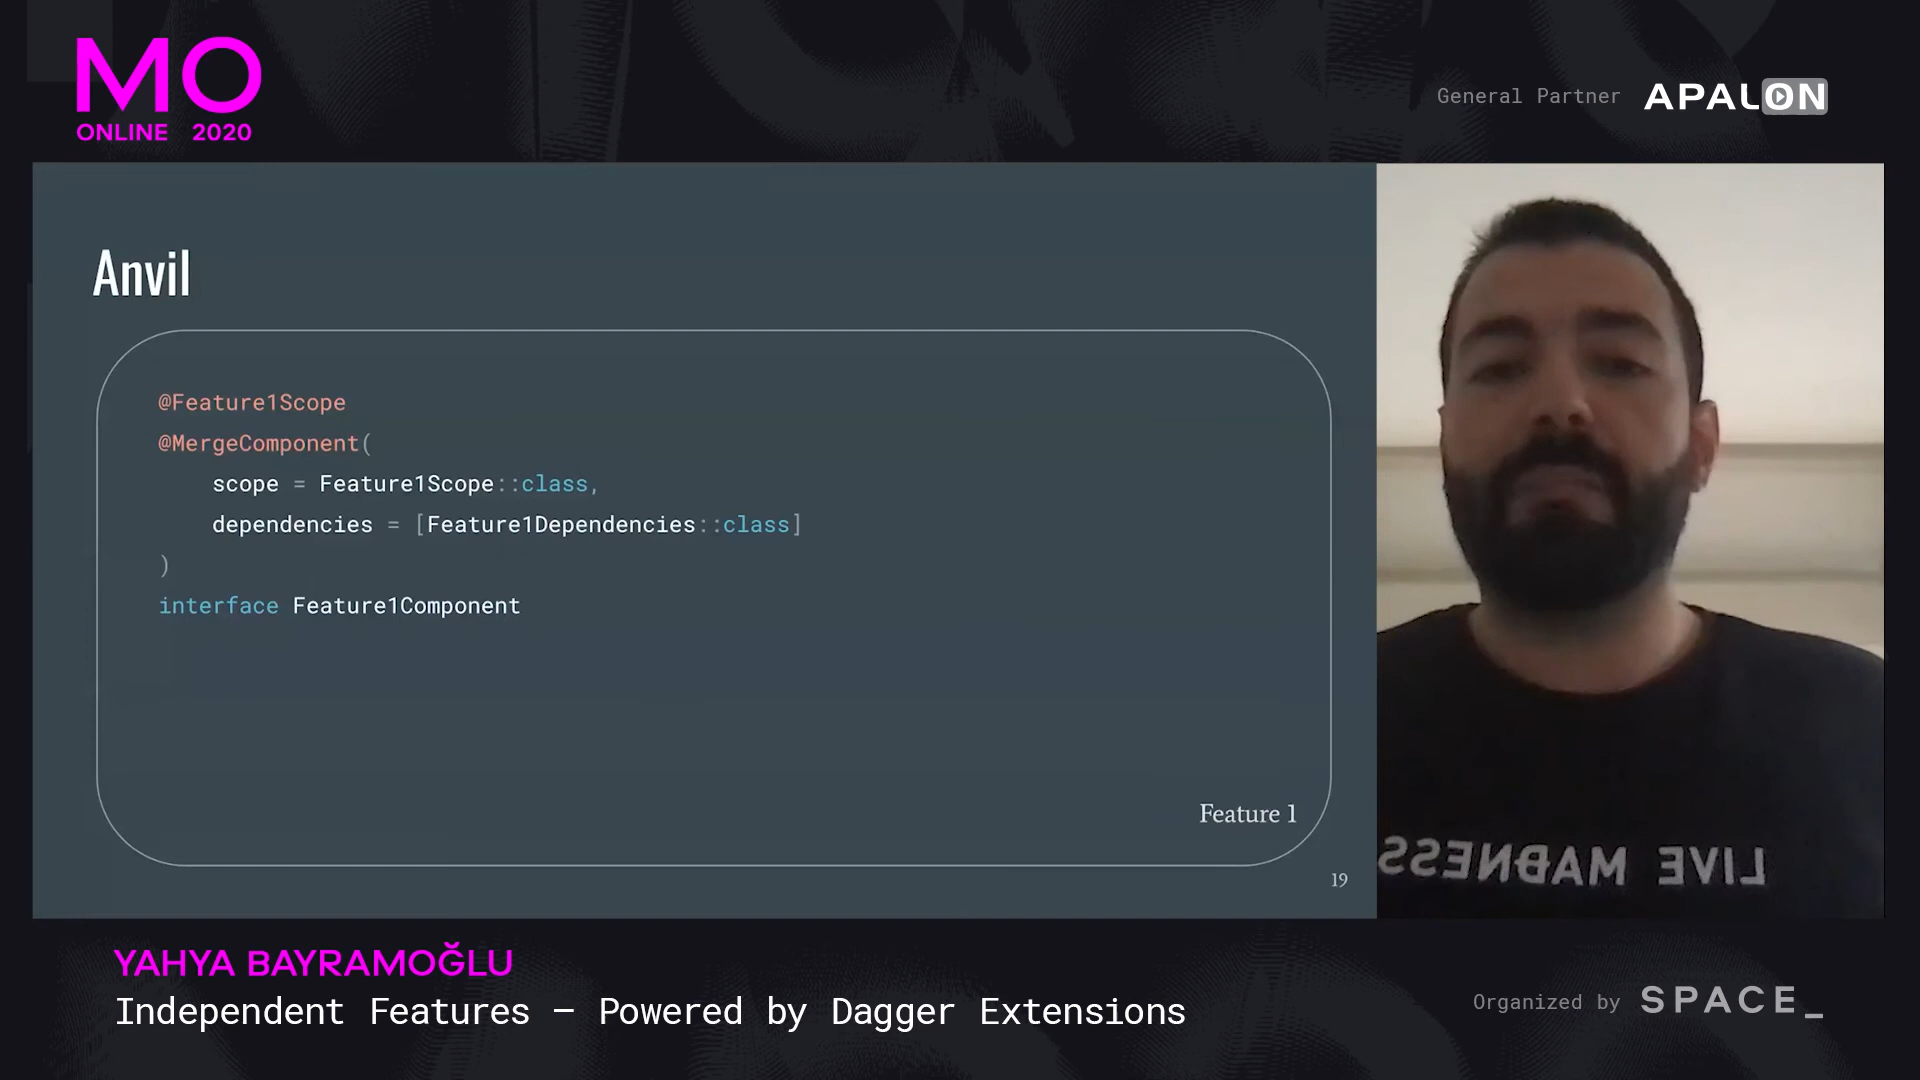 MO
ONLINE 2020
General Partner APALON
Anvil
@Feature1Scope
@MergeComponent(
scope = Feature1Scope::class,
dependencies = [Feature1Dependencies::class]
)
interface Feature1Component
Feature 1
19
LIVE MADNESS
YAHYA BAYRAMOĞLU
Independent Features — Powered by Dagger Extensions
Organized by SPACE_